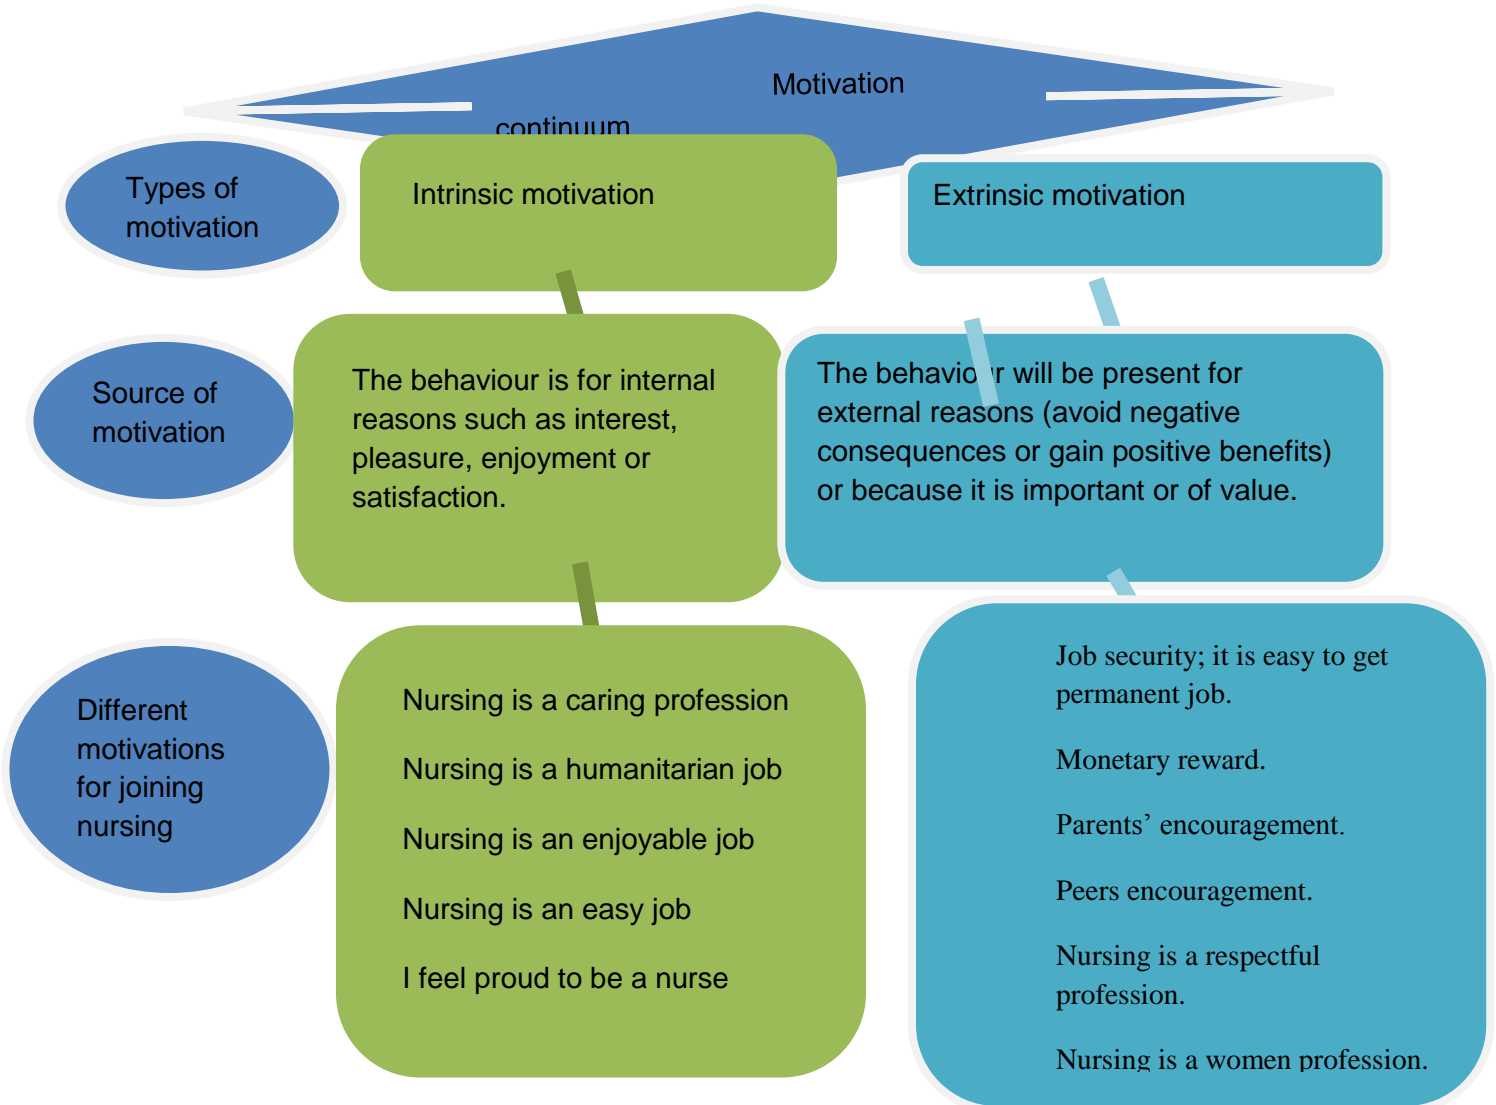 Motivation
continuum
Types of
motivation
Intrinsic motivation
Extrinsic motivation
Source of
motivation
The behaviour is for internal
reasons such as interest,
pleasure, enjoyment or
satisfaction.
The behaviour will be present for
external reasons (avoid negative
consequences or gain positive benefits)
or because it is important or of value.
Different
motivations
for joining
nursing
Nursing is a caring profession
Nursing is a humanitarian job
Nursing is an enjoyable job
Nursing is an easy job
I feel proud to be a nurse
Job security; it is easy to get
permanent job.
Monetary reward.
Parents’ encouragement.
Peers encouragement.
Nursing is a respectful
profession.
Nursing is a women profession.